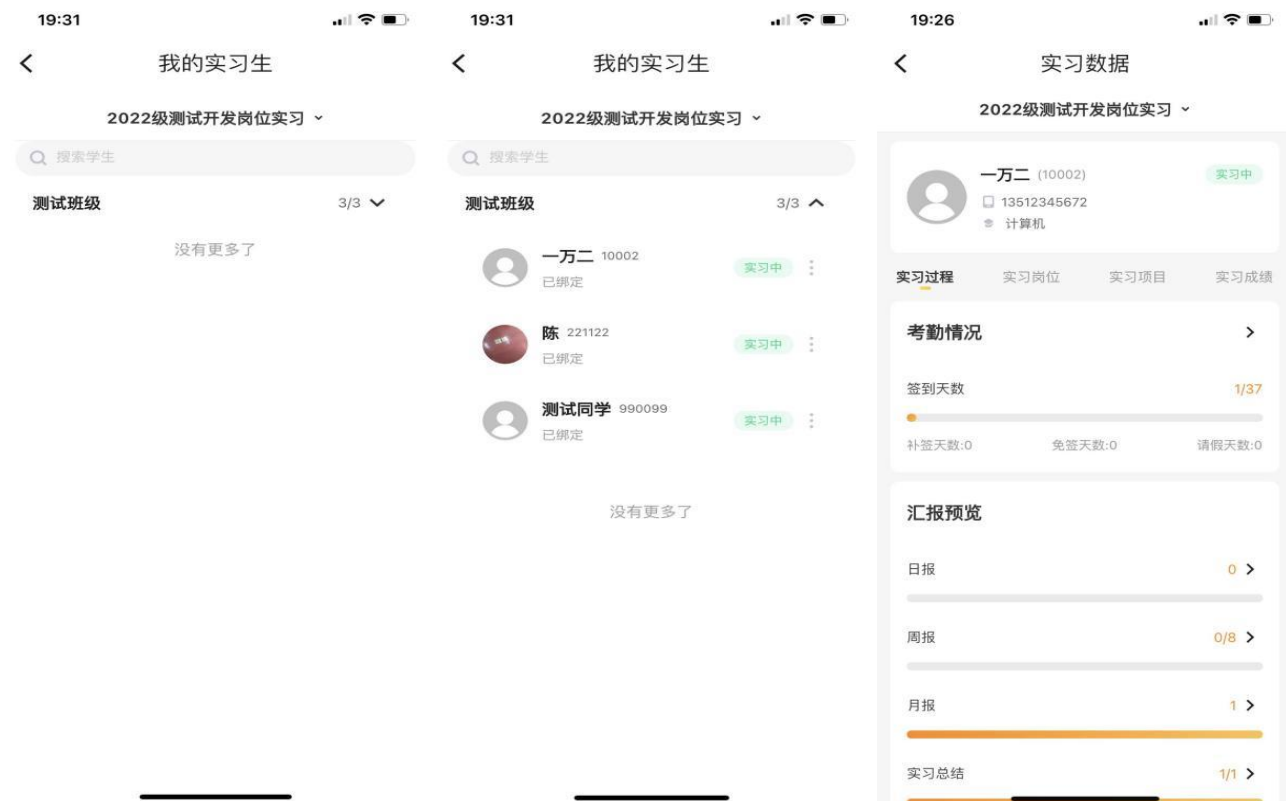 19:31
我的实习生
2022级测试开发岗位实习
搜索学生
测试班级 3/3
没有更多了
19:31
我的实习生
2022级测试开发岗位实习
搜索学生
测试班级 3/3
一万二 10002
已绑定
实习中
陈 221122
已绑定
实习中
测试同学 990099
已绑定
实习中
没有更多了
19:26
实习数据
2022级测试开发岗位实习
一万二 (10002) 实习中
13512345672
计算机
实习过程 实习岗位 实习项目 实习成绩
考勤情况
签到天数 1/37
补签天数:0 免签天数:0 请假天数:0
汇报预览
日报 0
周报 0/8
月报 1
实习总结 1/1